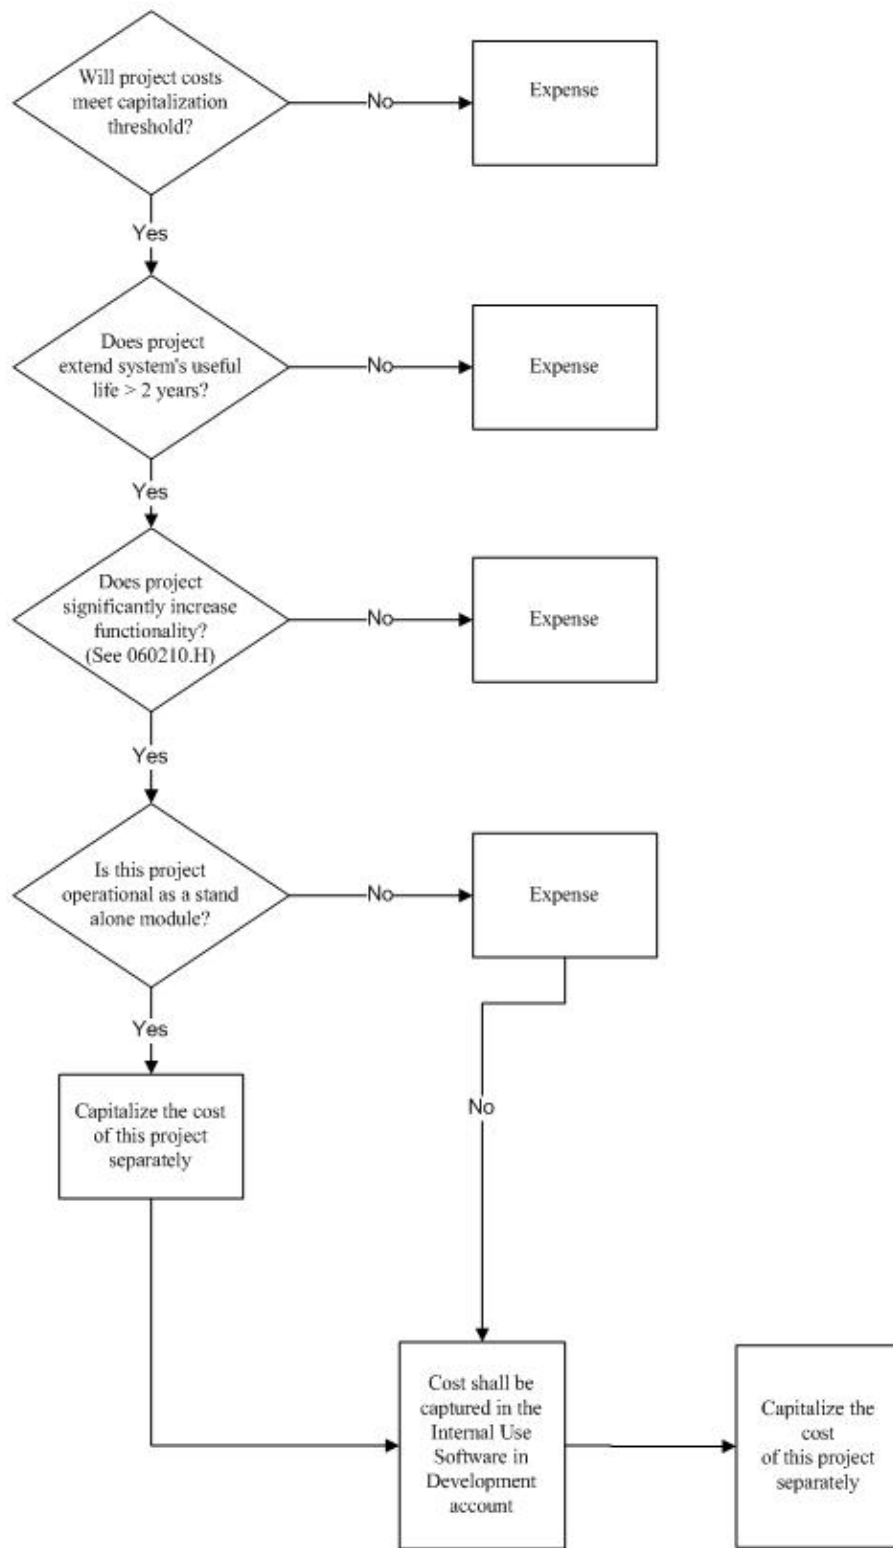 Will project costs
meet capitalization
threshold?
No
Expense
Yes
Does project
extend system's useful
life > 2 years?
No
Expense
Yes
Does project
significantly increase
functionality?
(See 060210.H)
No
Expense
Yes
Is this project
operational as a stand
alone module?
No
Expense
Yes
Capitalize the cost
of this project
separately
No
Cost shall be
captured in the
Internal Use
Software in
Development
account
Capitalize the
cost
of this project
separately